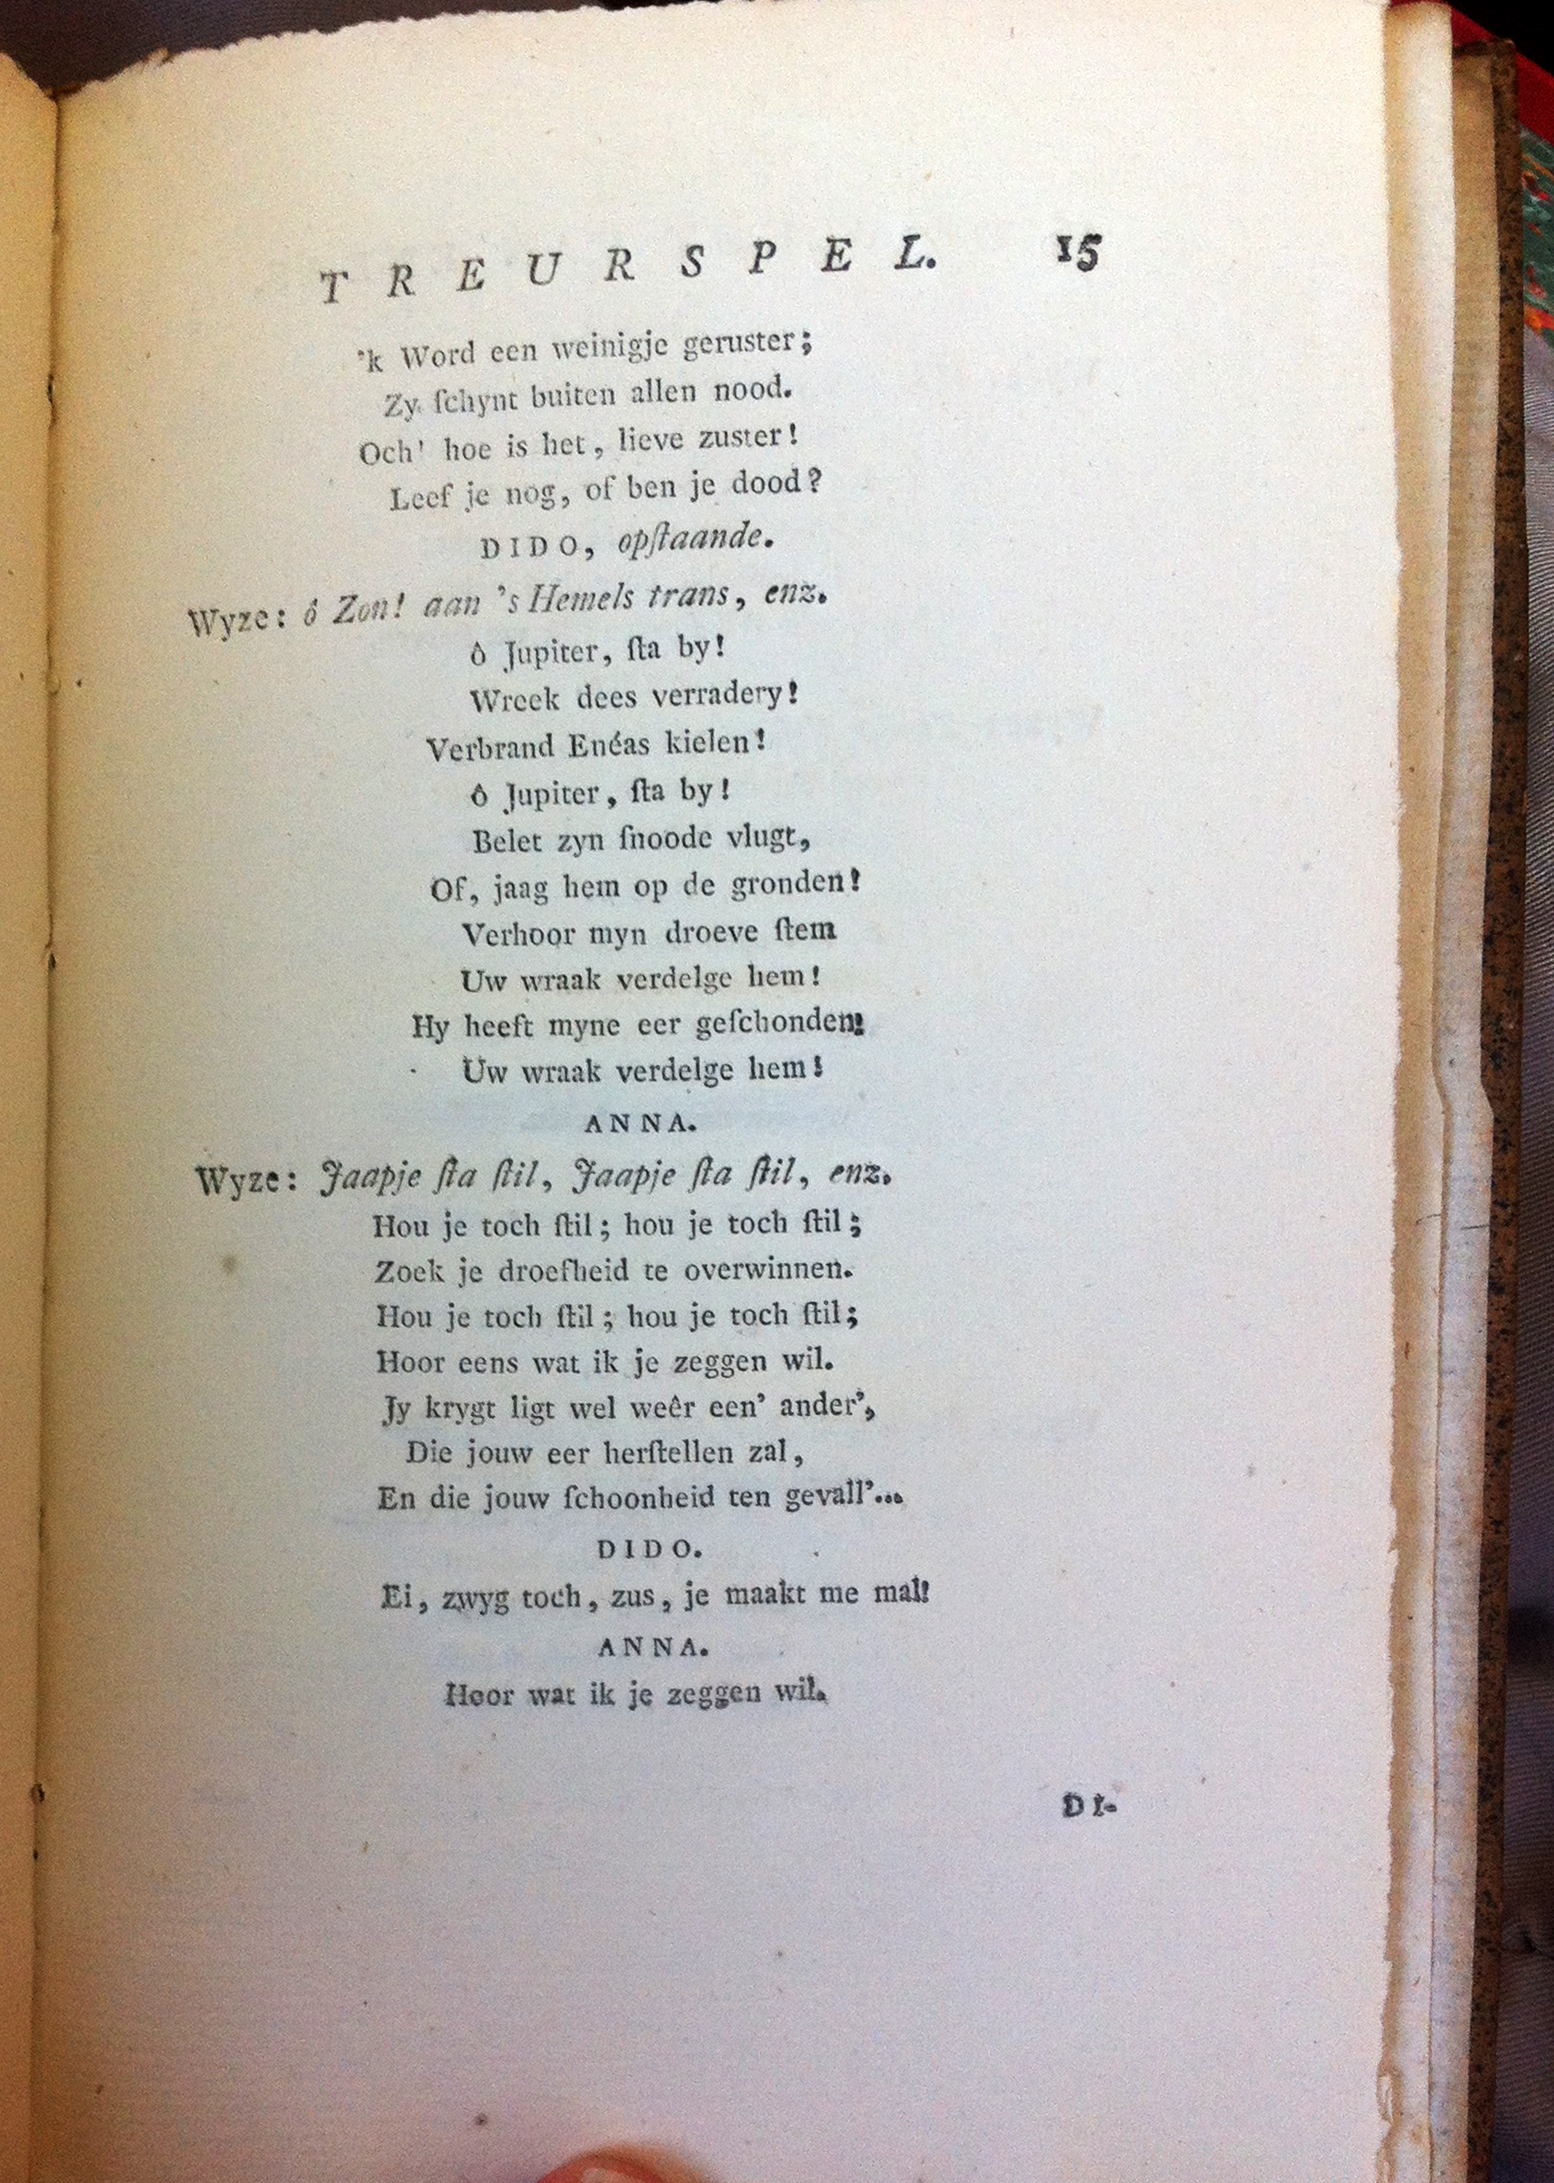 TREURSPEL. 15
'k Word een weinigje geruster;
Zy ſchynt buiten allen nood.
Och' hoe is het, lieve zuster!
Leef je nog, of ben je dood?
DIDO, opſtaande.
Wyze: ô Zon! aan 's Hemels trans, enz.
ô Jupiter, ſta by!
Wreek dees verradery!
Verbrand Enéas kielen!
ô Jupiter, ſta by!
Belet zyn ſnoode vlugt,
Of, jaag hem op de gronden!
Verhoor myn droeve ſtem
Uw wraak verdelge hem!
Hy heeft myne eer geſchonden!
Uw wraak verdelge hem!
ANNA.
Wyze: Jaapje ſta ſtil, Jaapje ſta ſtil, enz.
Hou je toch ſtil; hou je toch ſtil;
Zoek je droefheid te overwinnen.
Hou je toch ſtil; hou je toch ſtil;
Hoor eens wat ik je zeggen wil.
Jy krygt ligt wel weêr een' ander',
Die jouw eer herſtellen zal,
En die jouw ſchoonheid ten gevall'...
DIDO.
Ei, zwyg toch, zus, je maakt me mal!
ANNA.
Hoor wat ik je zeggen wil.
DI-